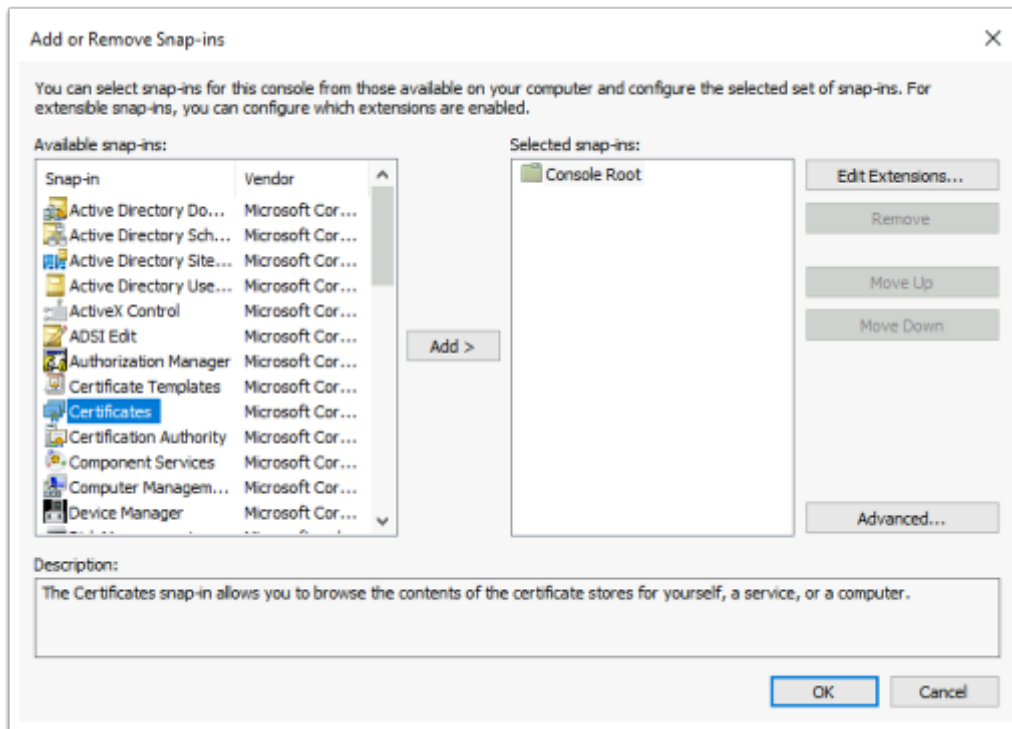 Add or Remove Snap-ins
You can select snap-ins for this console from those available on your computer and configure the selected set of snap-ins. For
extensible snap-ins, you can configure which extensions are enabled.
Available snap-ins:
Snap-in Vendor
Active Directory Do... Microsoft Cor...
Active Directory Sch... Microsoft Cor...
Active Directory Site... Microsoft Cor...
Active Directory Use... Microsoft Cor...
ActiveX Control Microsoft Cor...
ADSI Edit Microsoft Cor...
Authorization Manager Microsoft Cor...
Certificate Templates Microsoft Cor...
Certificates Microsoft Cor...
Certification Authority Microsoft Cor...
Component Services Microsoft Cor...
Computer Managem... Microsoft Cor...
Device Manager Microsoft Cor...
Add >
Selected snap-ins:
Console Root
Edit Extensions...
Remove
Move Up
Move Down
Advanced...
Description:
The Certificates snap-in allows you to browse the contents of the certificate stores for yourself, a service, or a computer.
OK Cancel